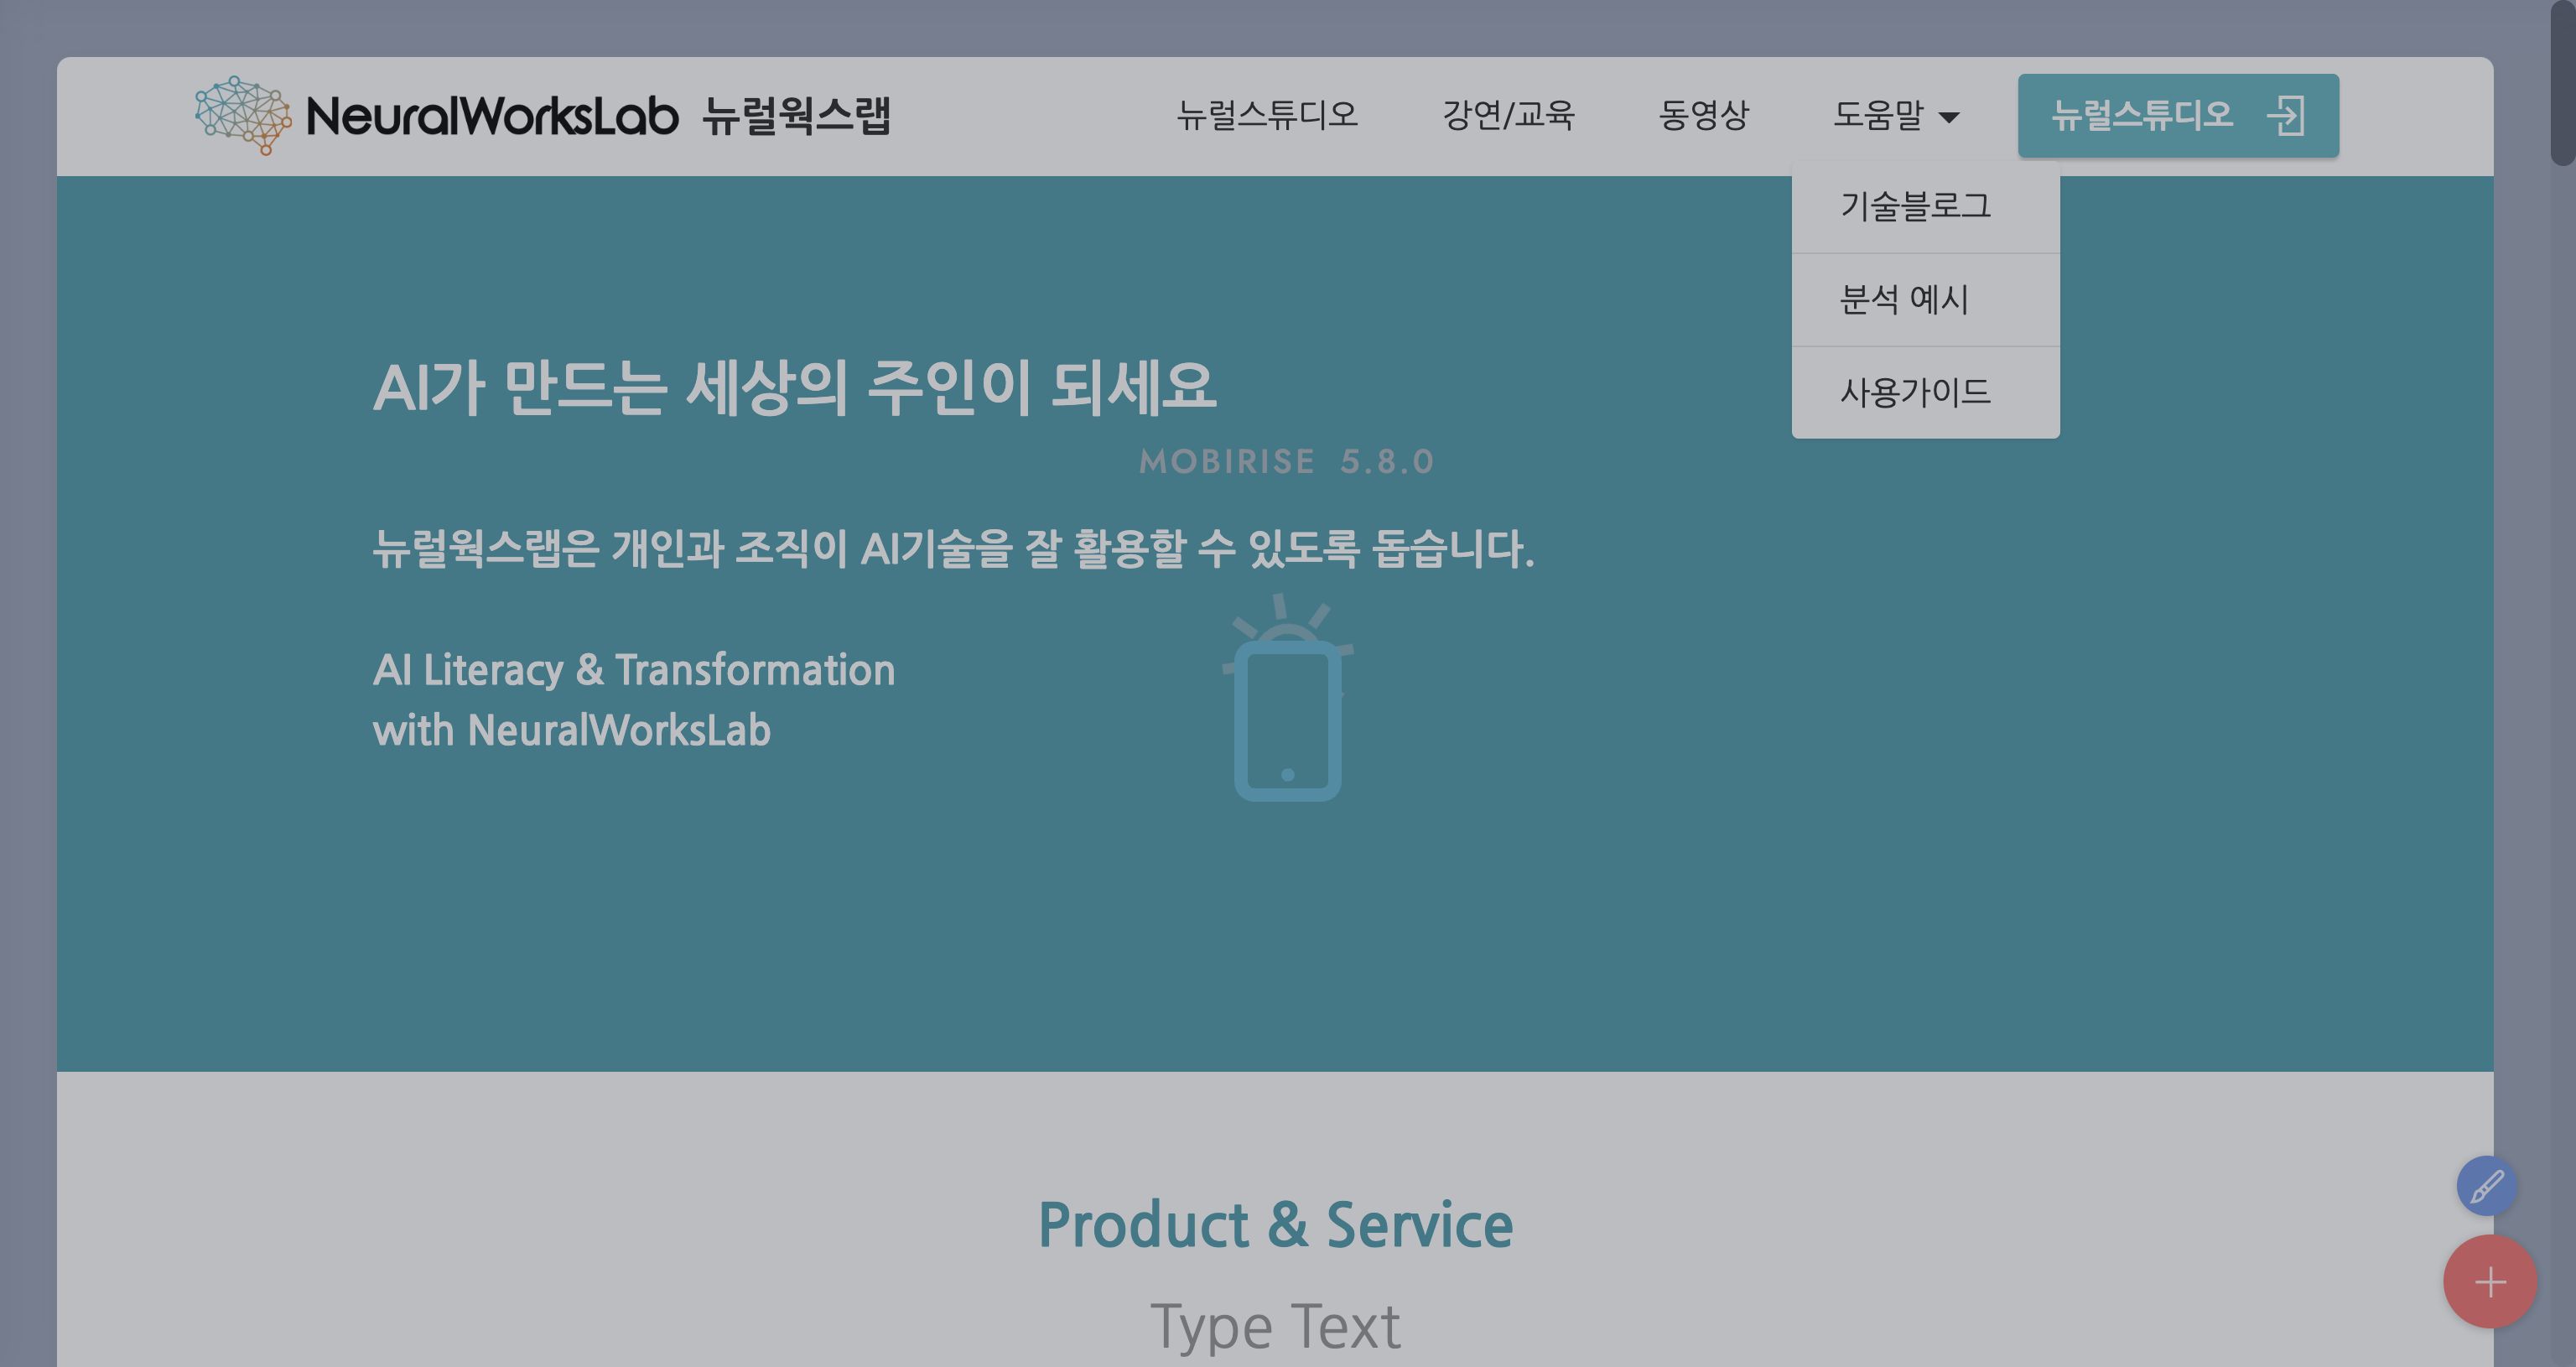 NeuralWorksLab 뉴럴웍스랩
뉴럴스튜디오 강연/교육 동영상 도움말 뉴럴스튜디오
기술블로그
분석 예시
사용가이드
AI가 만드는 세상의 주인이 되세요
MOBIRISE 5.8.0
뉴럴웍스랩은 개인과 조직이 AI기술을 잘 활용할 수 있도록 돕습니다.
AI Literacy & Transformation
with NeuralWorksLab
Product & Service
Type Text